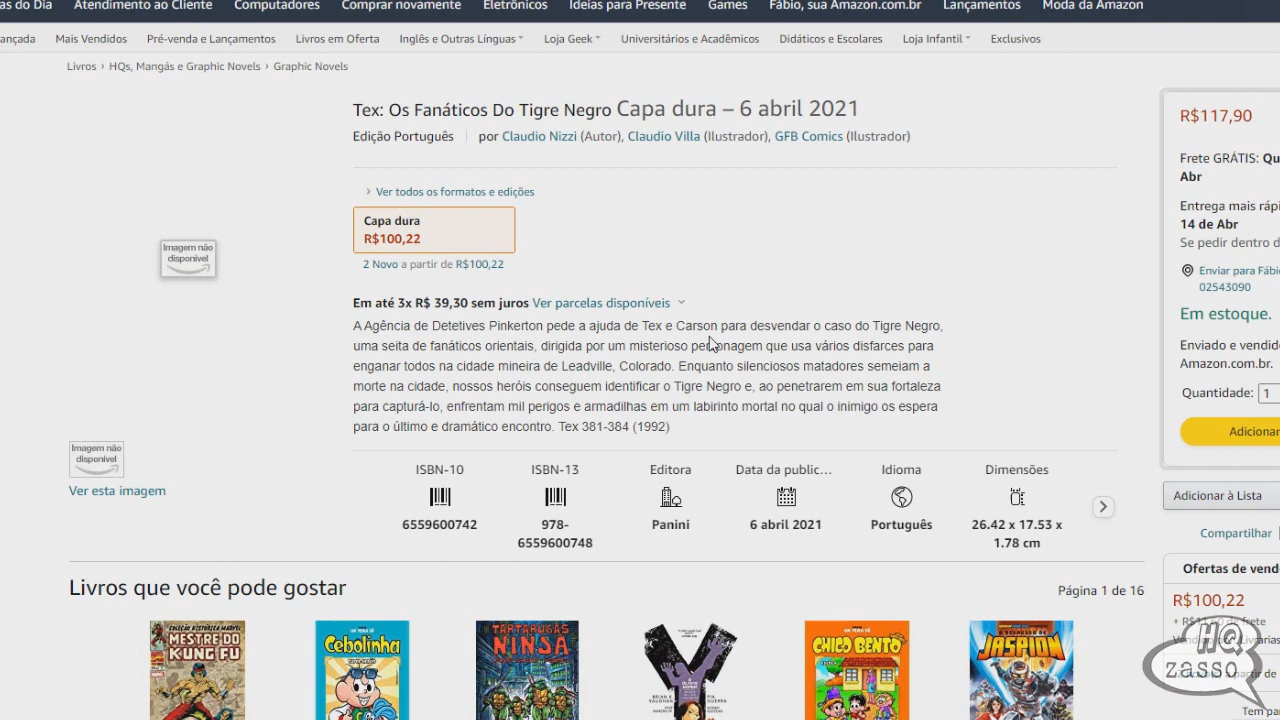 as do Dia Atendimento ao Cliente Computadores Comprar novamente Eletrônicos Ideias para Presente Games Fábio, sua Amazon.com.br Lançamentos Moda da Amazon
ançada Mais Vendidos Pré-venda e Lançamentos Livros em Oferta Inglês e Outras Línguas Loja Geek Universitários e Acadêmicos Didáticos e Escolares Loja Infantil Exclusivos
Livros › HQs, Mangás e Graphic Novels › Graphic Novels
Tex: Os Fanáticos Do Tigre Negro Capa dura – 6 abril 2021
Edição Português | por Claudio Nizzi (Autor), Claudio Villa (Ilustrador), GFB Comics (Ilustrador)
› Ver todos os formatos e edições
Capa dura
R$100,22
2 Novo a partir de R$100,22
Imagem não
disponível
Em até 3x R$ 39,30 sem juros Ver parcelas disponíveis
A Agência de Detetives Pinkerton pede a ajuda de Tex e Carson para desvendar o caso do Tigre Negro,
uma seita de fanáticos orientais, dirigida por um misterioso personagem que usa vários disfarces para
enganar todos na cidade mineira de Leadville, Colorado. Enquanto silenciosos matadores semeiam a
morte na cidade, nossos heróis conseguem identificar o Tigre Negro e, ao penetrarem em sua fortaleza
para capturá-lo, enfrentam mil perigos e armadilhas em um labirinto mortal no qual o inimigo os espera
para o último e dramático encontro. Tex 381-384 (1992)
Imagem não
disponível
Ver esta imagem
ISBN-10 ISBN-13 Editora Data da public... Idioma Dimensões
6559600742 978- Panini 6 abril 2021 Português 26.42 x 17.53 x
6559600748 1.78 cm
R$117,90
Frete GRÁTIS: Qu
Abr
Entrega mais rápi
14 de Abr
Se pedir dentro d
Enviar para Fábi
02543090
Em estoque.
Enviado e vendid
Amazon.com.br.
Quantidade: 1
Adicionar
Adicionar à Lista
Compartilhar
Ofertas de vend
R$100,22
Livros que você pode gostar
Página 1 de 16
COLEÇÃO HISTÓRICA MARVEL
MESTRE DO
KUNG FU
Cebolinha
TARTARUGAS
NINJA
Y
CHICO BENTO
O REGRESSO DE
JASPION
HQ
zasso
Tem pa